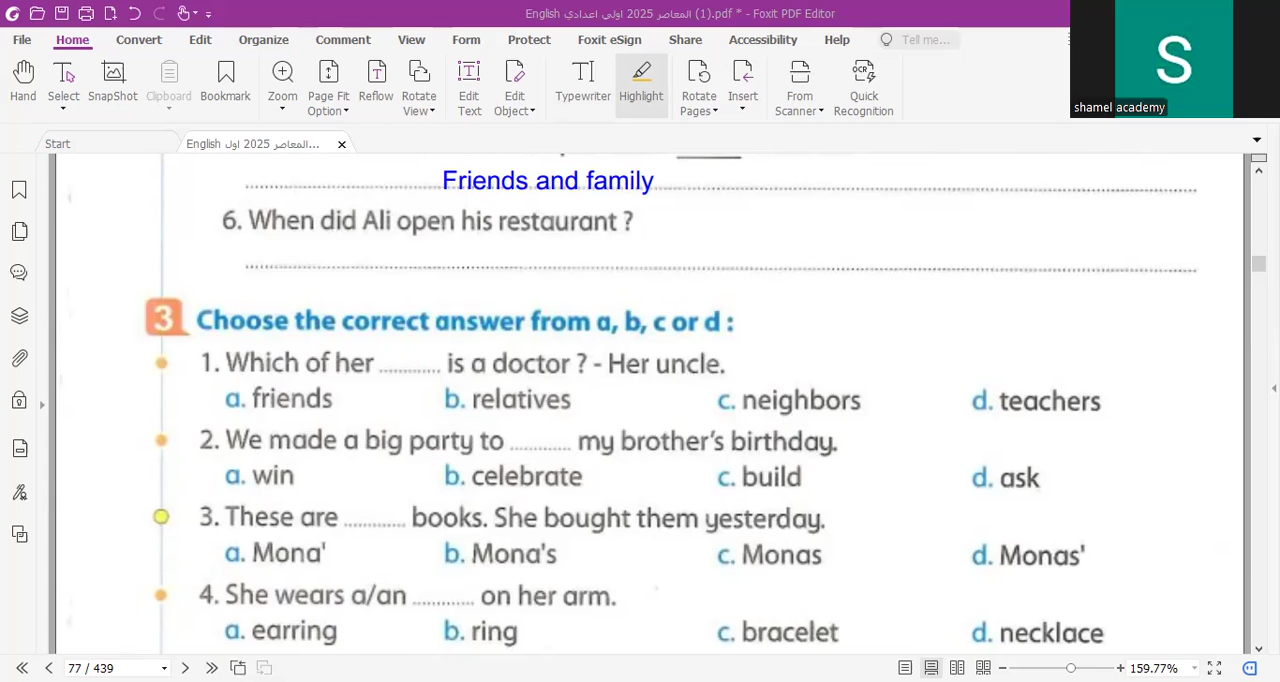 English المعاصر 2025 اولي اعدادي (1).pdf * - Foxit PDF Editor
File Home Convert Edit Organize Comment View Form Protect Foxit eSign Share Accessibility Help Tell me...
Hand Select SnapShot Clipboard Bookmark Zoom Page Fit Option Reflow Rotate View Edit Text Edit Object Typewriter Highlight Rotate Pages Insert From Scanner OCR Quick Recognition
S
shamel academy
Start English المعاصر 2025 اول...
Friends and family
6. When did Ali open his restaurant ?
3 Choose the correct answer from a, b, c or d :
1. Which of her ............ is a doctor ? - Her uncle.
a. friends b. relatives c. neighbors d. teachers
2. We made a big party to ............ my brother's birthday.
a. win b. celebrate c. build d. ask
3. These are ............ books. She bought them yesterday.
a. Mona' b. Mona's c. Monas d. Monas'
4. She wears a/an ............ on her arm.
a. earring b. ring c. bracelet d. necklace
77 / 439 159.77%